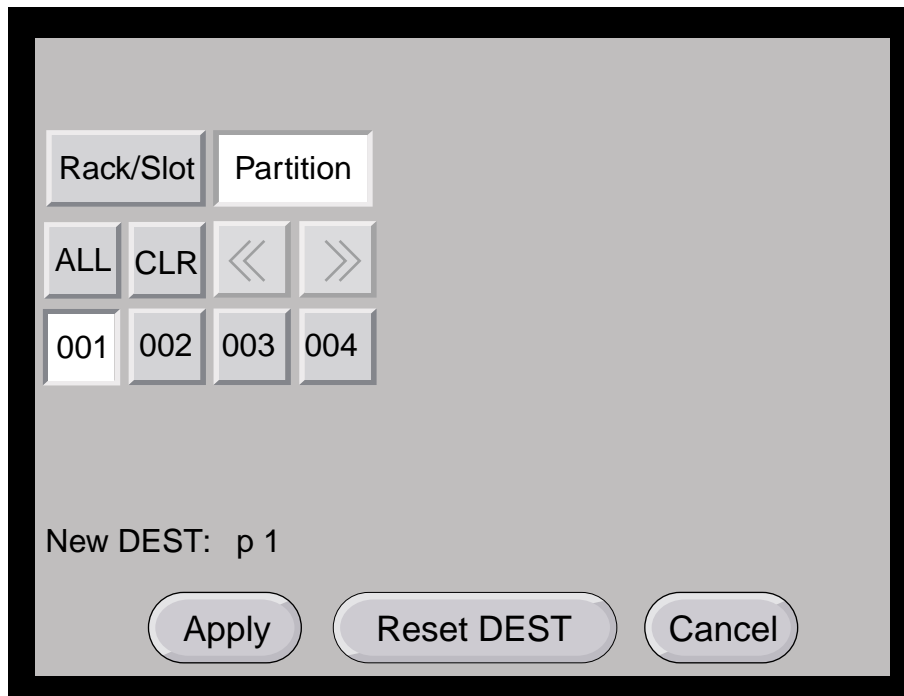 Rack/Slot Partition
ALL CLR
001 002 003 004
New DEST: p 1
Apply Reset DEST Cancel